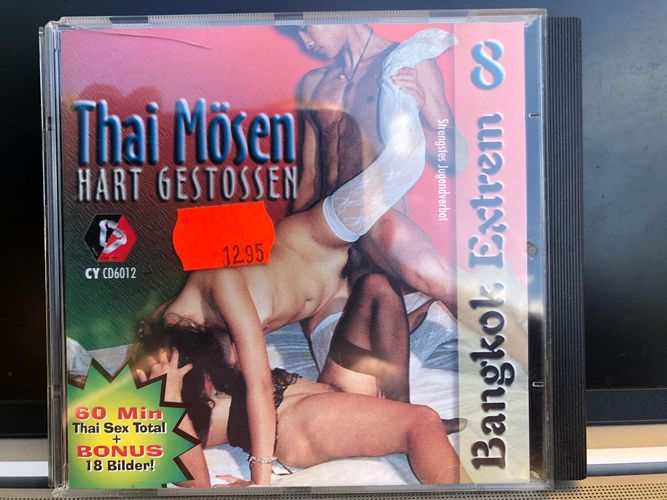 Thai Mösen
HART GESTOSSEN
12.95
CY CD6012
60 Min
Thai Sex Total
+
BONUS
18 Bilder!
Strengstes Jugendverbot
Bangkok Extrem 8